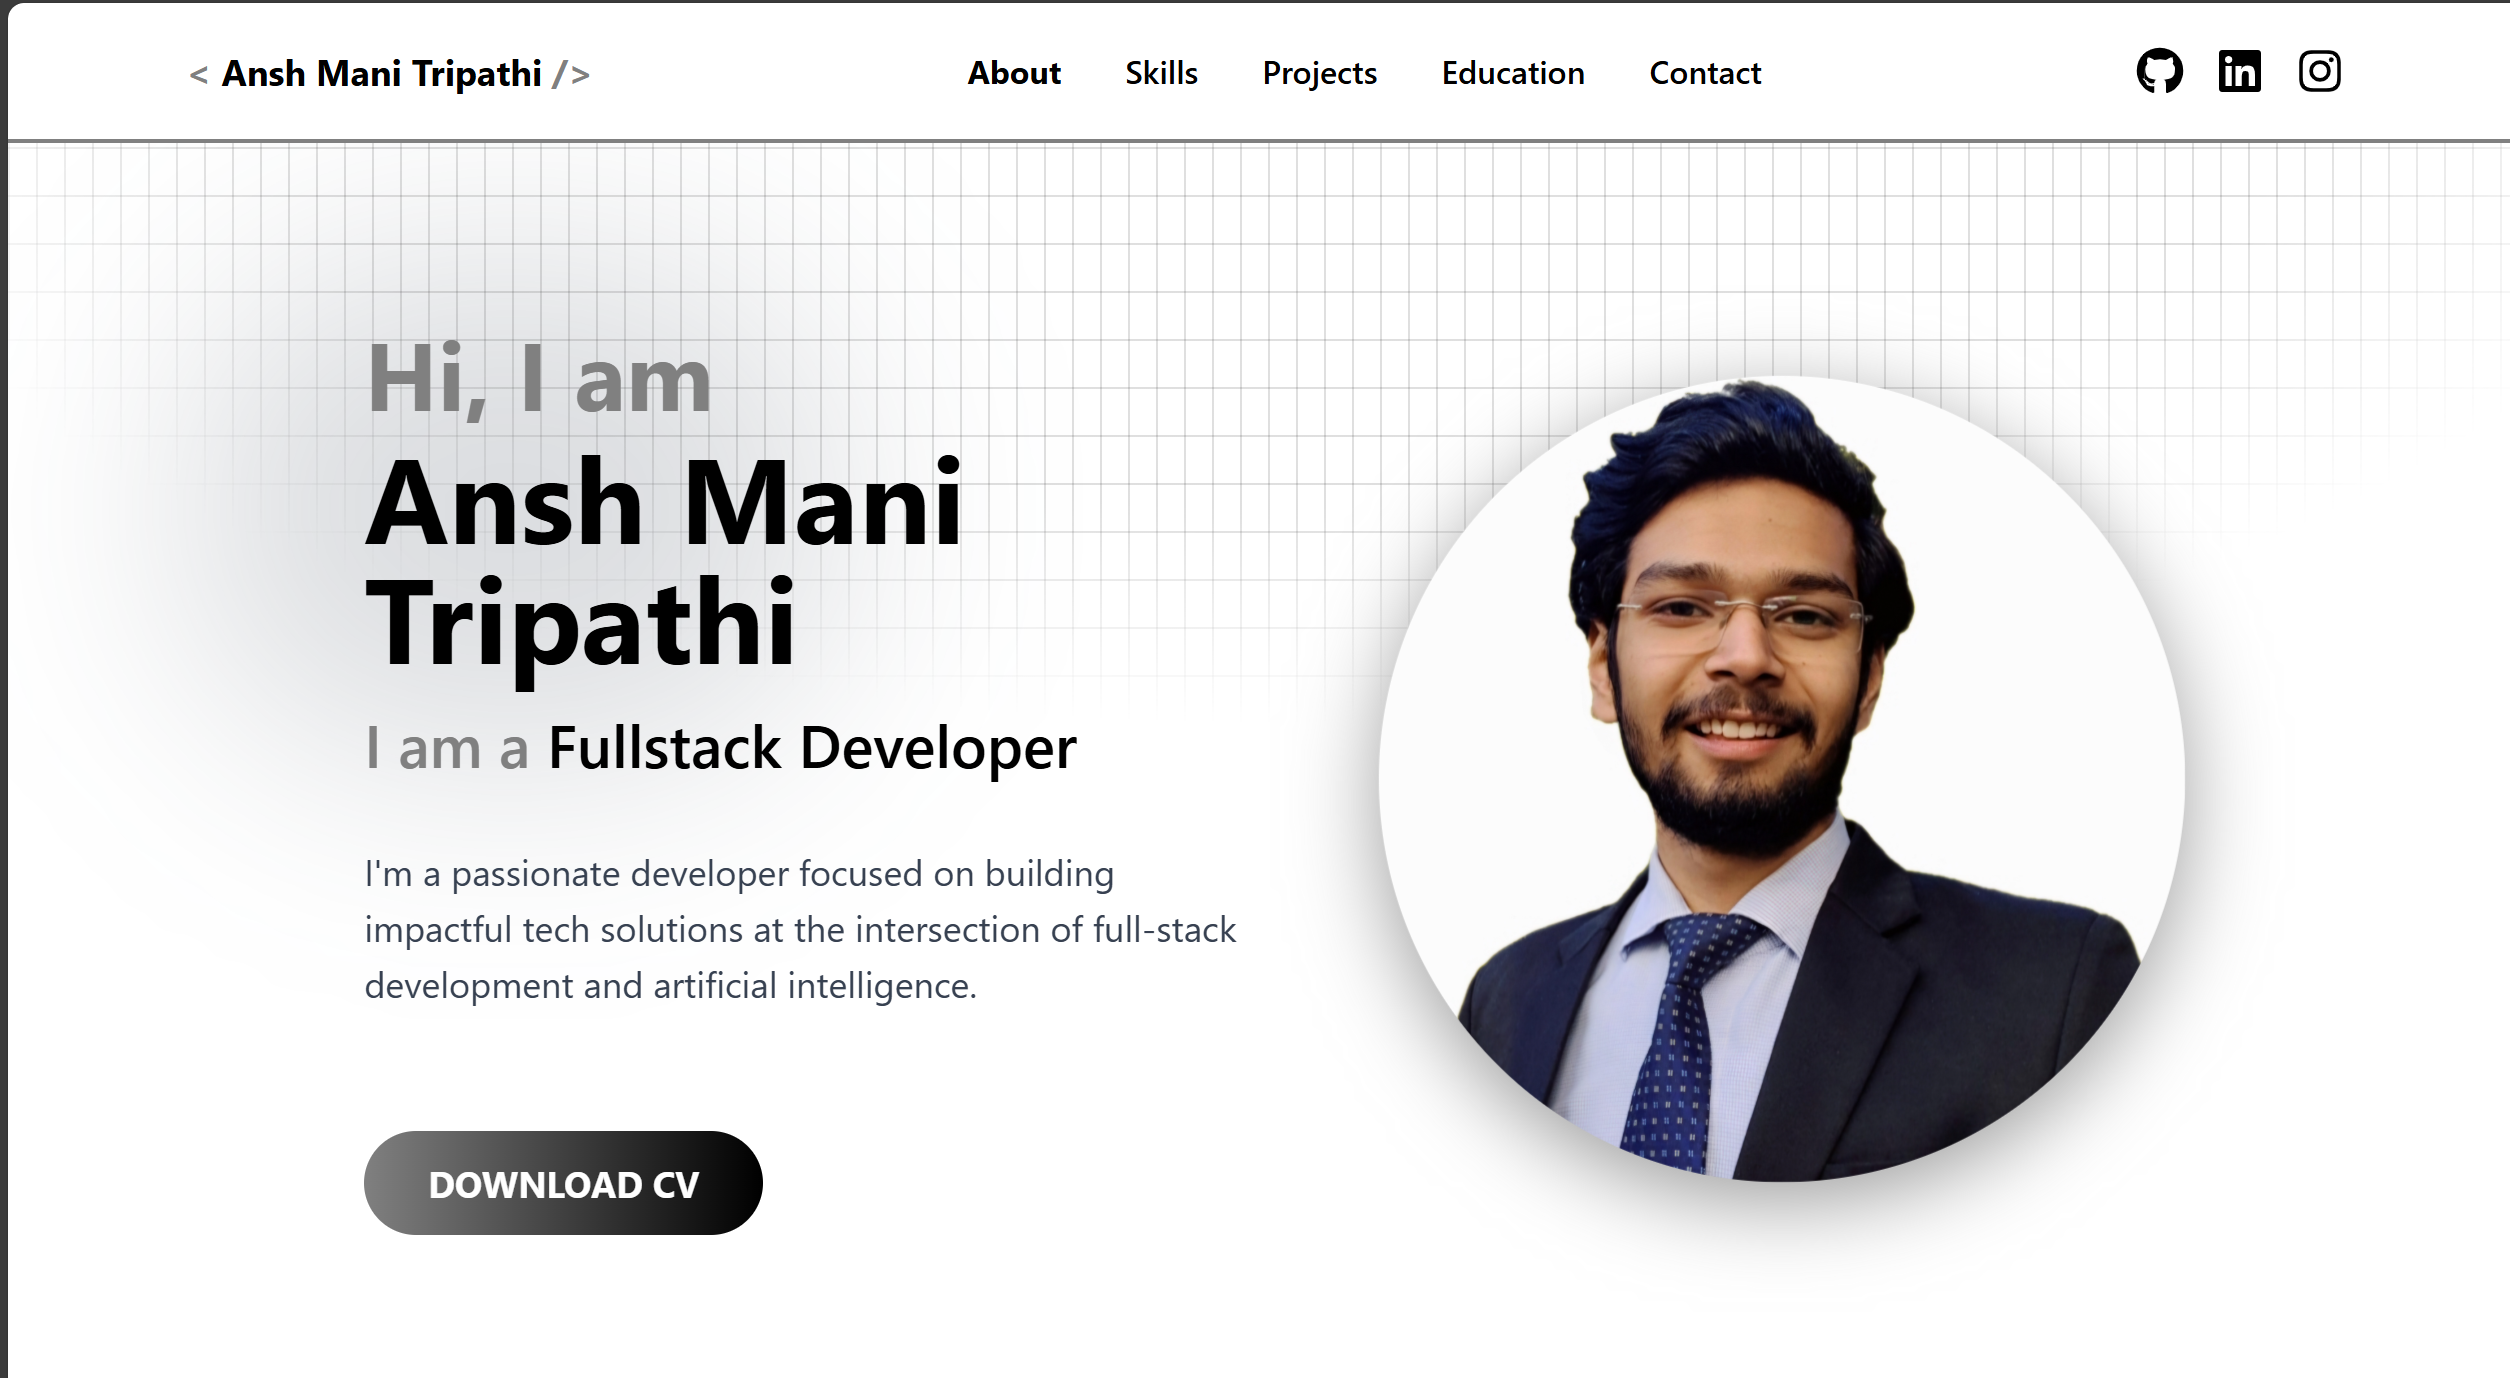 < Ansh Mani Tripathi />
About Skills Projects Education Contact
Hi, I am
Ansh Mani
Tripathi
I am a Fullstack Developer
I'm a passionate developer focused on building
impactful tech solutions at the intersection of full-stack
development and artificial intelligence.
DOWNLOAD CV